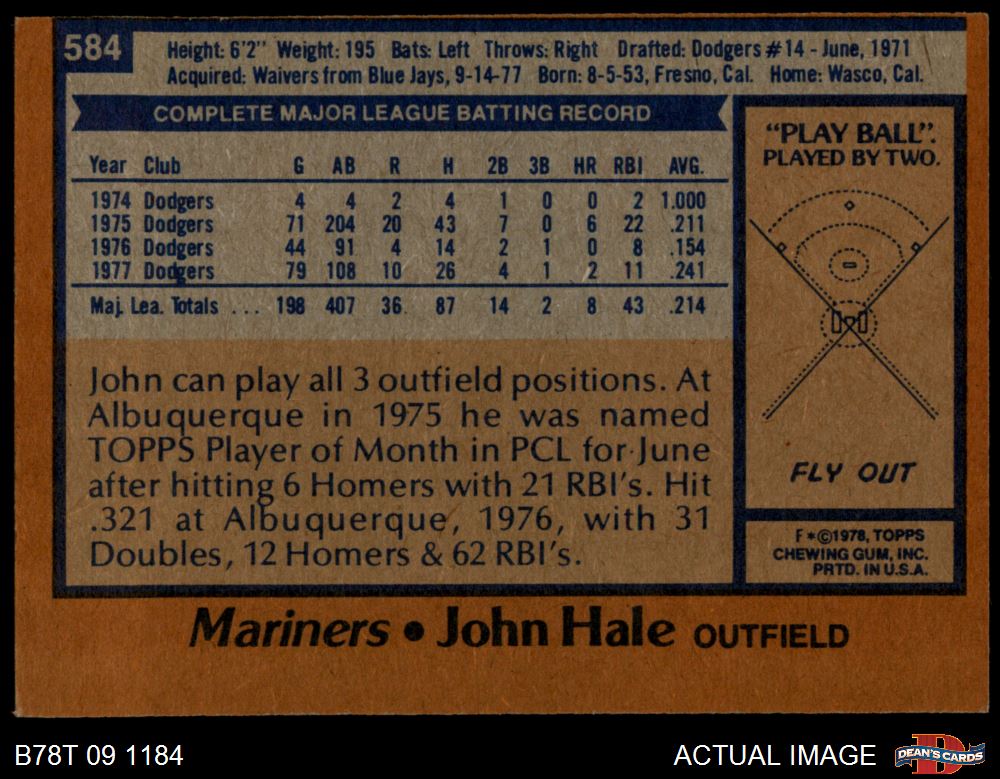 584
Height: 6'2" Weight: 195 Bats: Left Throws: Right Drafted: Dodgers #14 - June, 1971
Acquired: Waivers from Blue Jays, 9-14-77 Born: 8-5-53, Fresno, Cal. Home: Wasco, Cal.
COMPLETE MAJOR LEAGUE BATTING RECORD
Year Club G AB R H 2B 3B HR RBI AVG.
1974 Dodgers 4 4 2 4 1 0 0 2 1.000
1975 Dodgers 71 204 20 43 7 0 6 22 .211
1976 Dodgers 44 91 4 14 2 1 0 8 .154
1977 Dodgers 79 108 10 26 4 1 2 11 .241
Maj. Lea. Totals ... 198 407 36 87 14 2 8 43 .214
John can play all 3 outfield positions. At
Albuquerque in 1975 he was named
TOPPS Player of Month in PCL for June
after hitting 6 Homers with 21 RBI's. Hit
.321 at Albuquerque, 1976, with 31
Doubles, 12 Homers & 62 RBI's.
"PLAY BALL".
PLAYED BY TWO.
FLY OUT
F*©1978, TOPPS
CHEWING GUM, INC.
PRTD. IN U.S.A.
Mariners • John Hale OUTFIELD
B78T 09 1184
ACTUAL IMAGE
DEAN'S CARDS